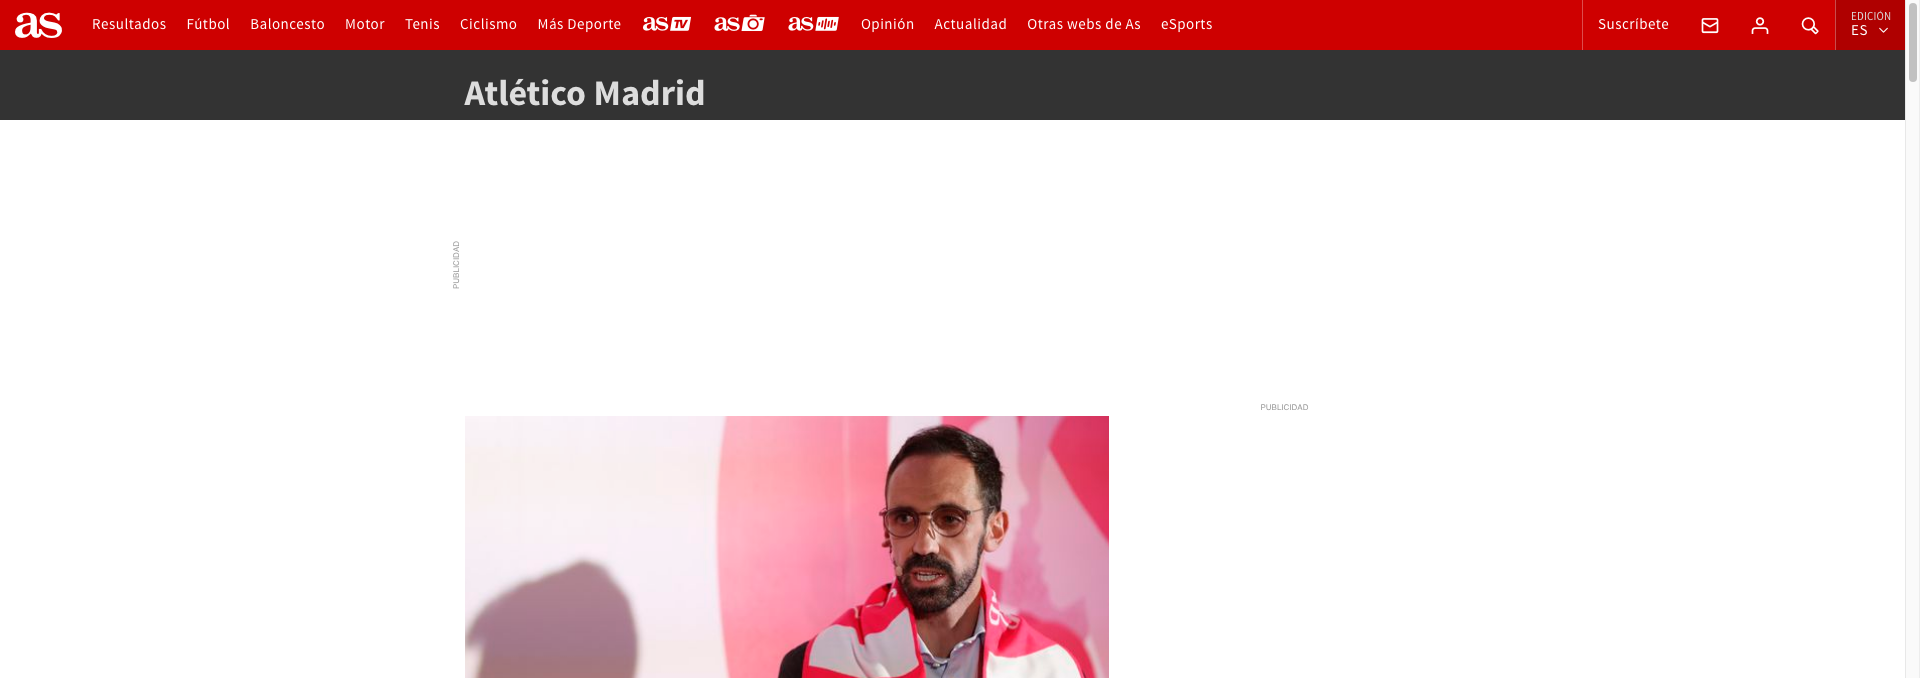 as Resultados Fútbol Baloncesto Motor Tenis Ciclismo Más Deporte as TV as as Opinión Actualidad Otras webs de As eSports Suscríbete EDICIÓN
ES
Atlético Madrid
PUBLICIDAD
PUBLICIDAD